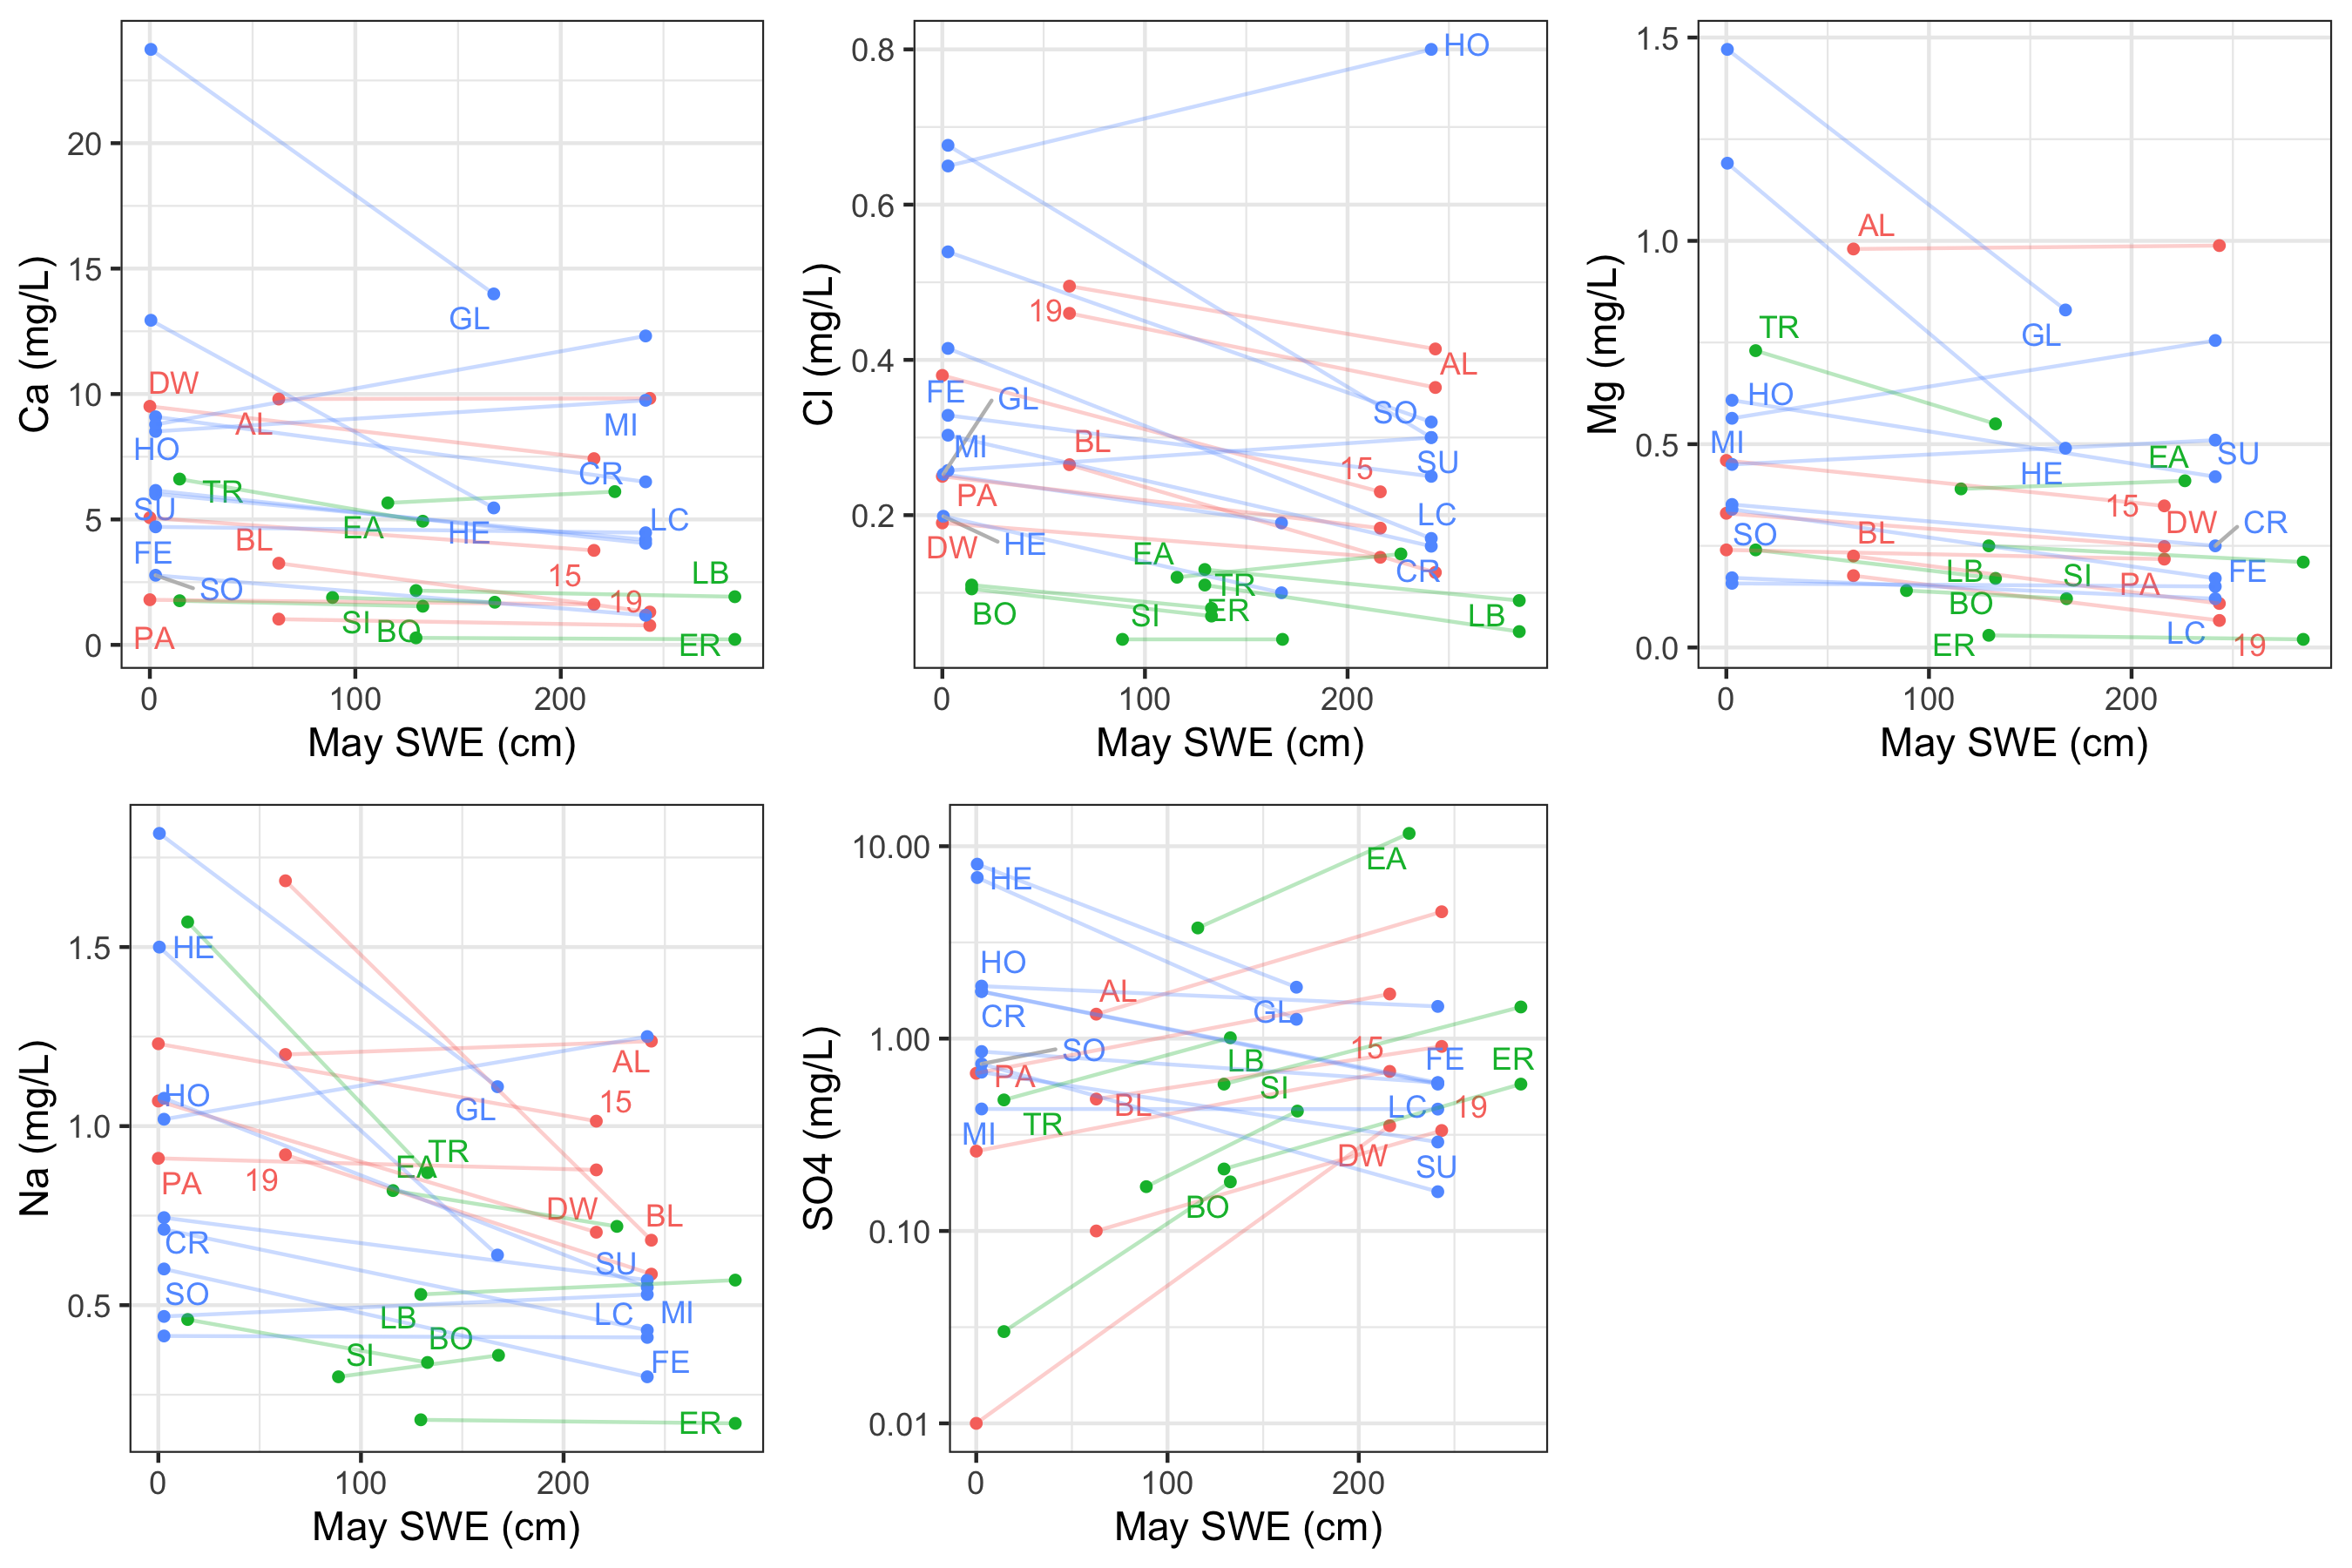 Ca (mg/L)
20
15
10
5
0
GL
DW
AL
HO
MI
CR
TR
SU
EA
HE
LC
BL
FE
15
SO
LB
19
SI
BO
PA
ER
0
100
200
May SWE (cm)
Cl (mg/L)
0.8
0.6
0.4
0.2
HO
19
AL
FE
GL
SO
MI
BL
SU
15
PA
LC
DW
HE
EA
CR
TR
BO
SI
ER
LB
0
100
200
May SWE (cm)
Mg (mg/L)
1.5
1.0
0.5
0.0
AL
TR
GL
HO
MI
SU
HE
EA
15
DW
CR
SO
BL
LB
SI
FE
PA
BO
LC
ER
19
0
100
200
May SWE (cm)
Na (mg/L)
1.5
1.0
0.5
HE
AL
HO
GL
15
TR
EA
PA
19
DW
BL
CR
SU
SO
LB
LC
MI
BO
SI
FE
ER
0
100
200
May SWE (cm)
SO4 (mg/L)
10.00
1.00
0.10
0.01
EA
HE
HO
AL
CR
GL
SO
15
LB
FE
ER
PA
SI
BL
LC
19
TR
MI
DW
SU
BO
0
100
200
May SWE (cm)